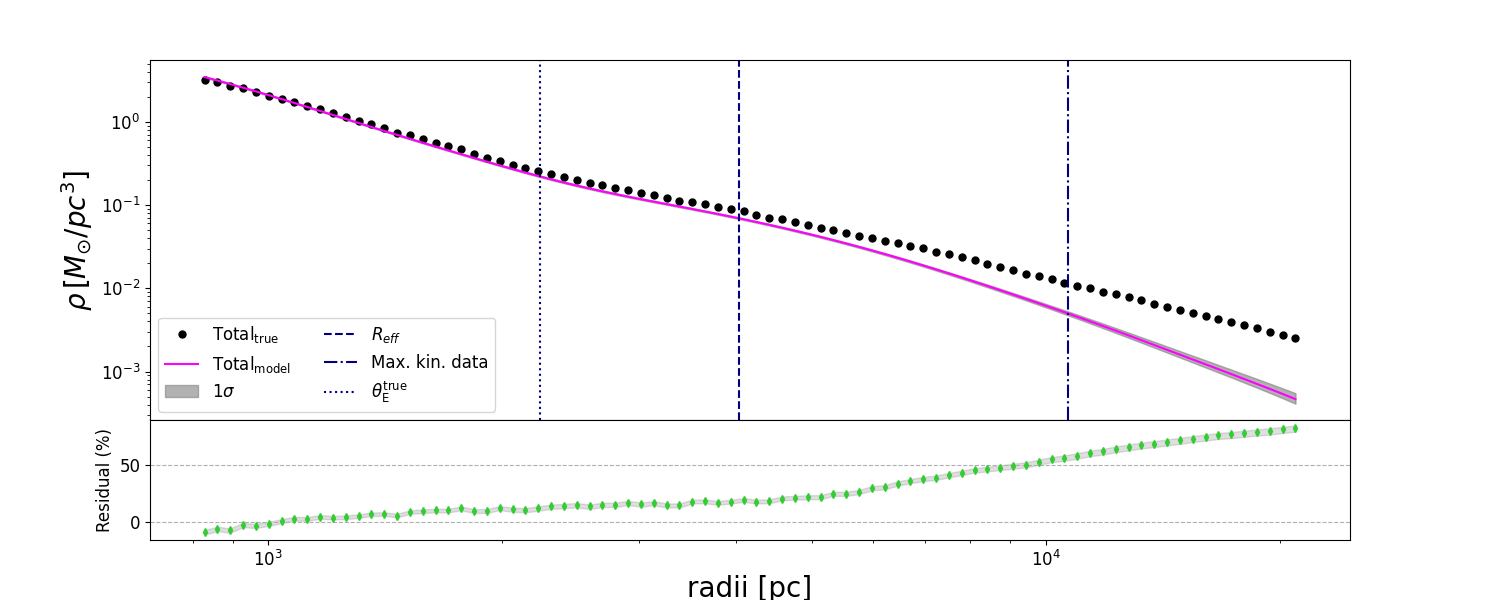 ρ [M⊙/pc³]
10⁰
10⁻¹
10⁻²
10⁻³
Total_true
Total_model
1σ
R_eff
Max. kin. data
θ_E^true
Residual (%)
50
0
10³
10⁴
radii [pc]